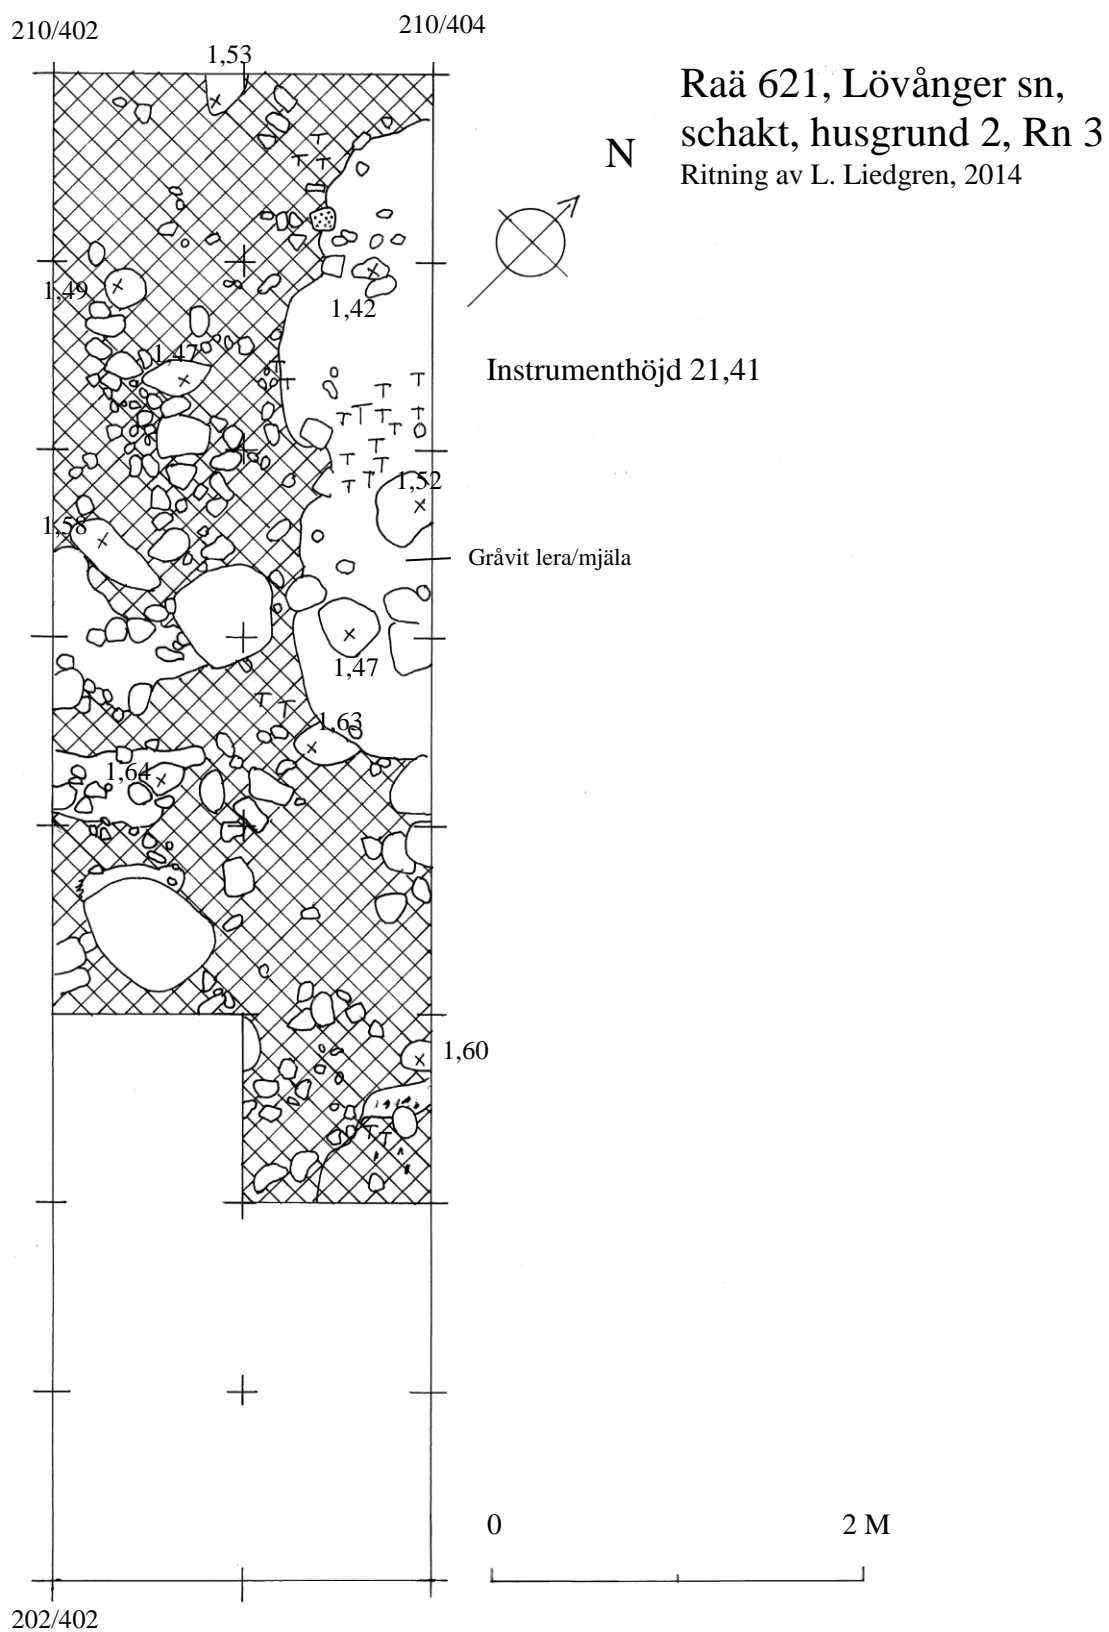 210/402
210/404
1,53
Raä 621, Lövånger sn,
schakt, husgrund 2, Rn 3
Ritning av L. Liedgren, 2014
N
1,49
1,42
1,47
Instrumenthöjd 21,41
1,52
1,58
Gråvit lera/mjäla
1,47
1,63
1,64
1,60
0
2 M
202/402